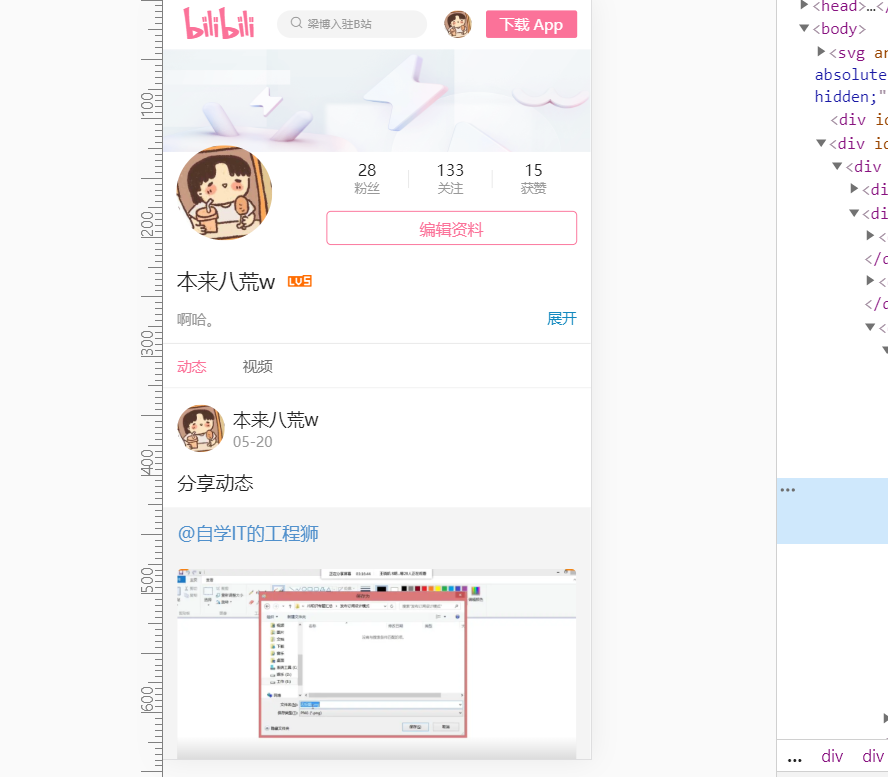 bilibili
梁博入驻B站
下载 App
28
粉丝
133
关注
15
获赞
编辑资料
本来八荒w
LV5
啊哈。
展开
动态
视频
本来八荒w
05-20
分享动态
@自学IT的工程狮
100
200
300
400
500
600
▶<head>…</
▼<body>
▶<svg ar
absolute
hidden;"
<div id
▼<div id
▼<div
▶<di
▼<di
▶<
</d
▶<
</d
▼<
...
... div div